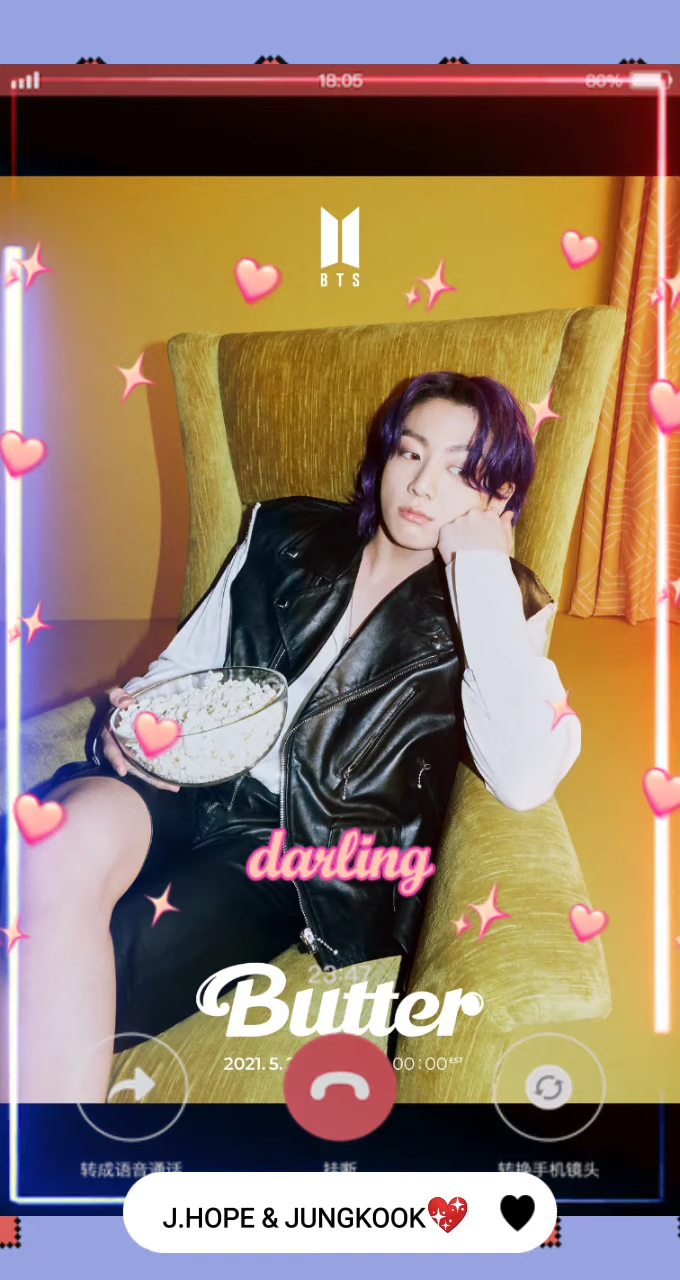 18:05
80%
BTS
darling
23:47
Butter
2021. 5.
00:00 EST
转成语音通话
挂断
转换手机镜头
J.HOPE & JUNGKOOK💖 🖤